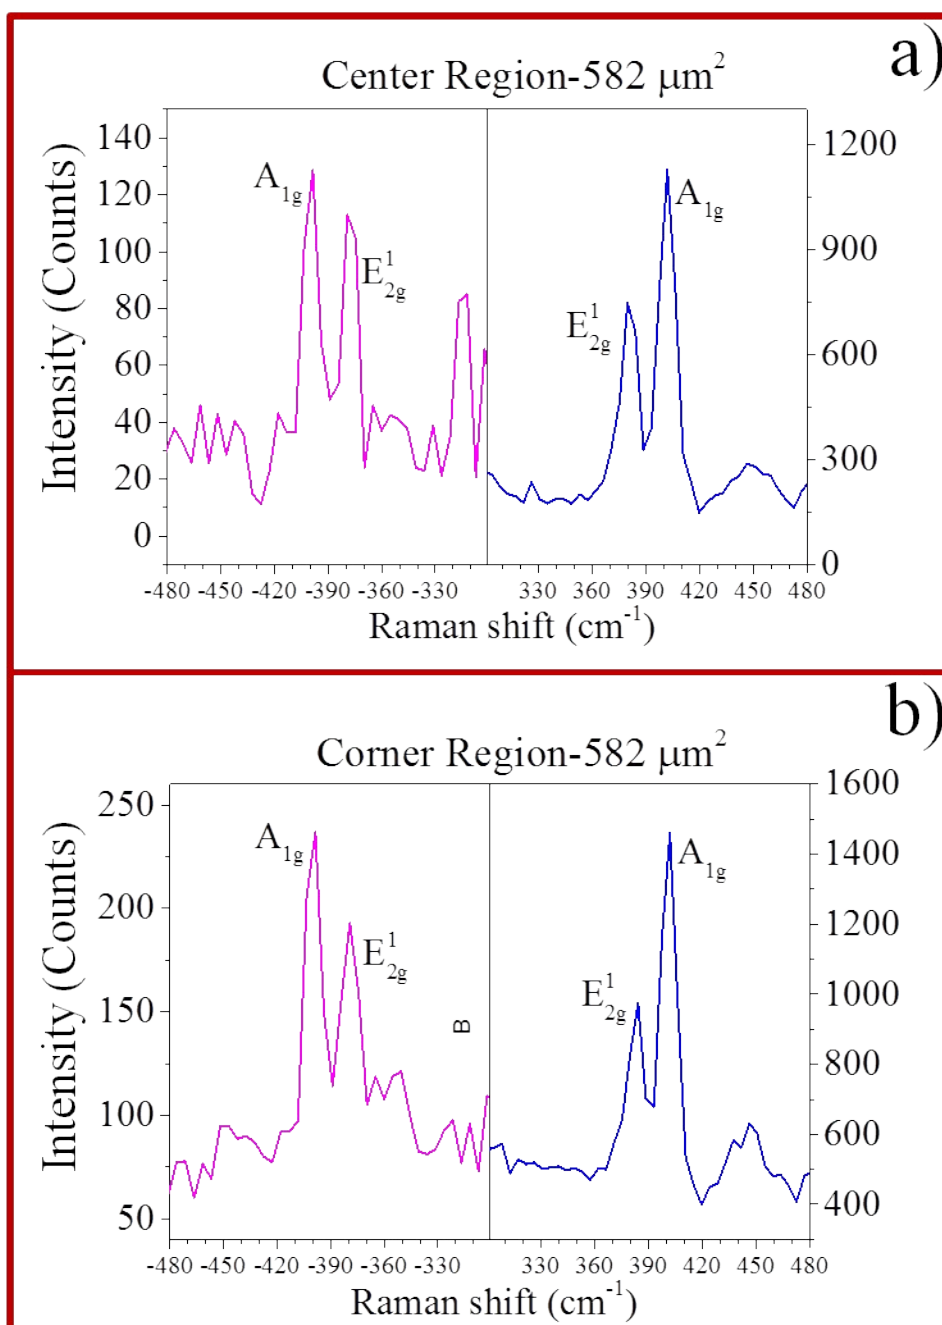 a)
Center Region-582 μm²
Intensity (Counts)
140
120
100
80
60
40
20
0
A1g
E¹2g
E¹2g
A1g
1200
900
600
300
0
-480 -450 -420 -390 -360 -330 330 360 390 420 450 480
Raman shift (cm⁻¹)
b)
Corner Region-582 μm²
Intensity (Counts)
250
200
150
100
50
A1g
E¹2g
B
E¹2g
A1g
1600
1400
1200
1000
800
600
400
-480 -450 -420 -390 -360 -330 330 360 390 420 450 480
Raman shift (cm⁻¹)